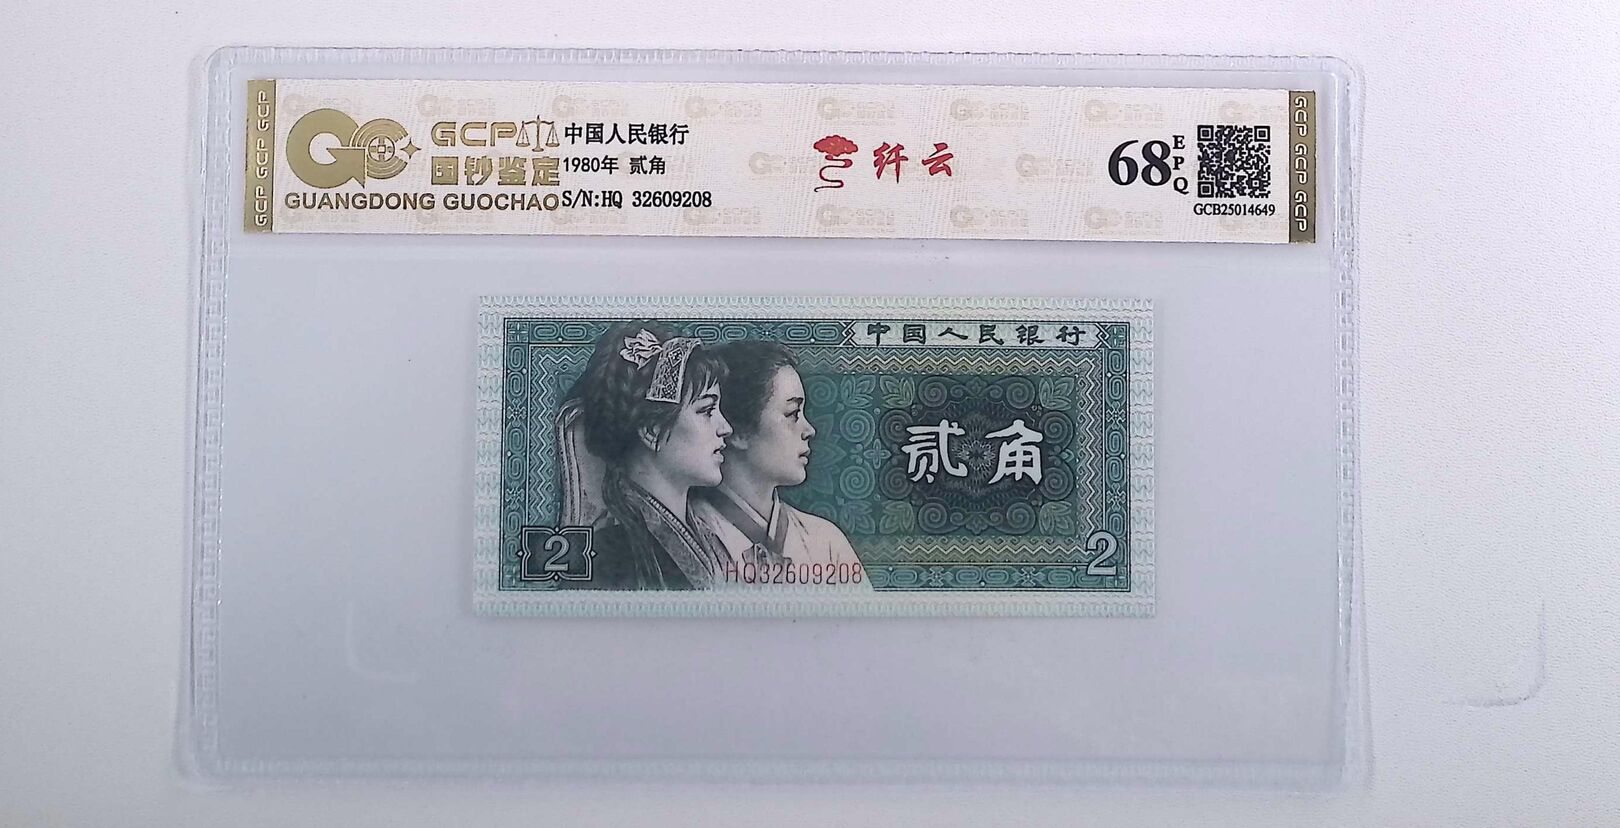 GCP GCP GCP
GCP
国钞鉴定
GUANGDONG GUOCHAO
中国人民银行
1980年 贰角
S/N:HQ 32609208
纤云
68
EPQ
GCB25014649
GCP GCP GCP
中国人民银行
贰角
2
2
HQ32609208